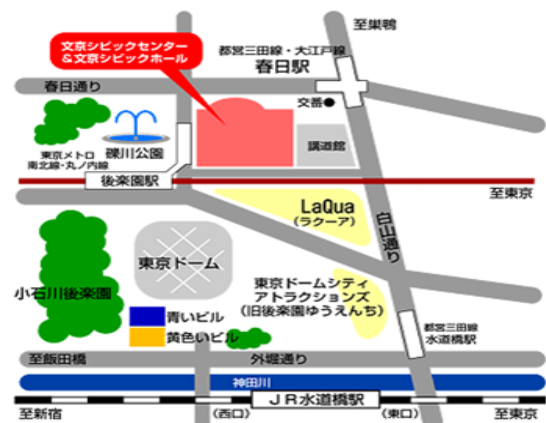 至巣鴨
文京シビックセンター
&文京シビックホール
都営三田線・大江戸線
春日駅
春日通り
交番
東京メトロ
南北線・丸ノ内線
礫川公園
講道館
後楽園駅
至東京
LaQua
(ラクーア)
白山通り
東京ドーム
小石川後楽園
東京ドームシティ
アトラクションズ
(旧後楽園ゆうえんち)
青いビル
黄色いビル
都営三田線
水道橋駅
至飯田橋
外堀通り
神田川
JR水道橋駅
至新宿
(西口)
(東口)
至東京